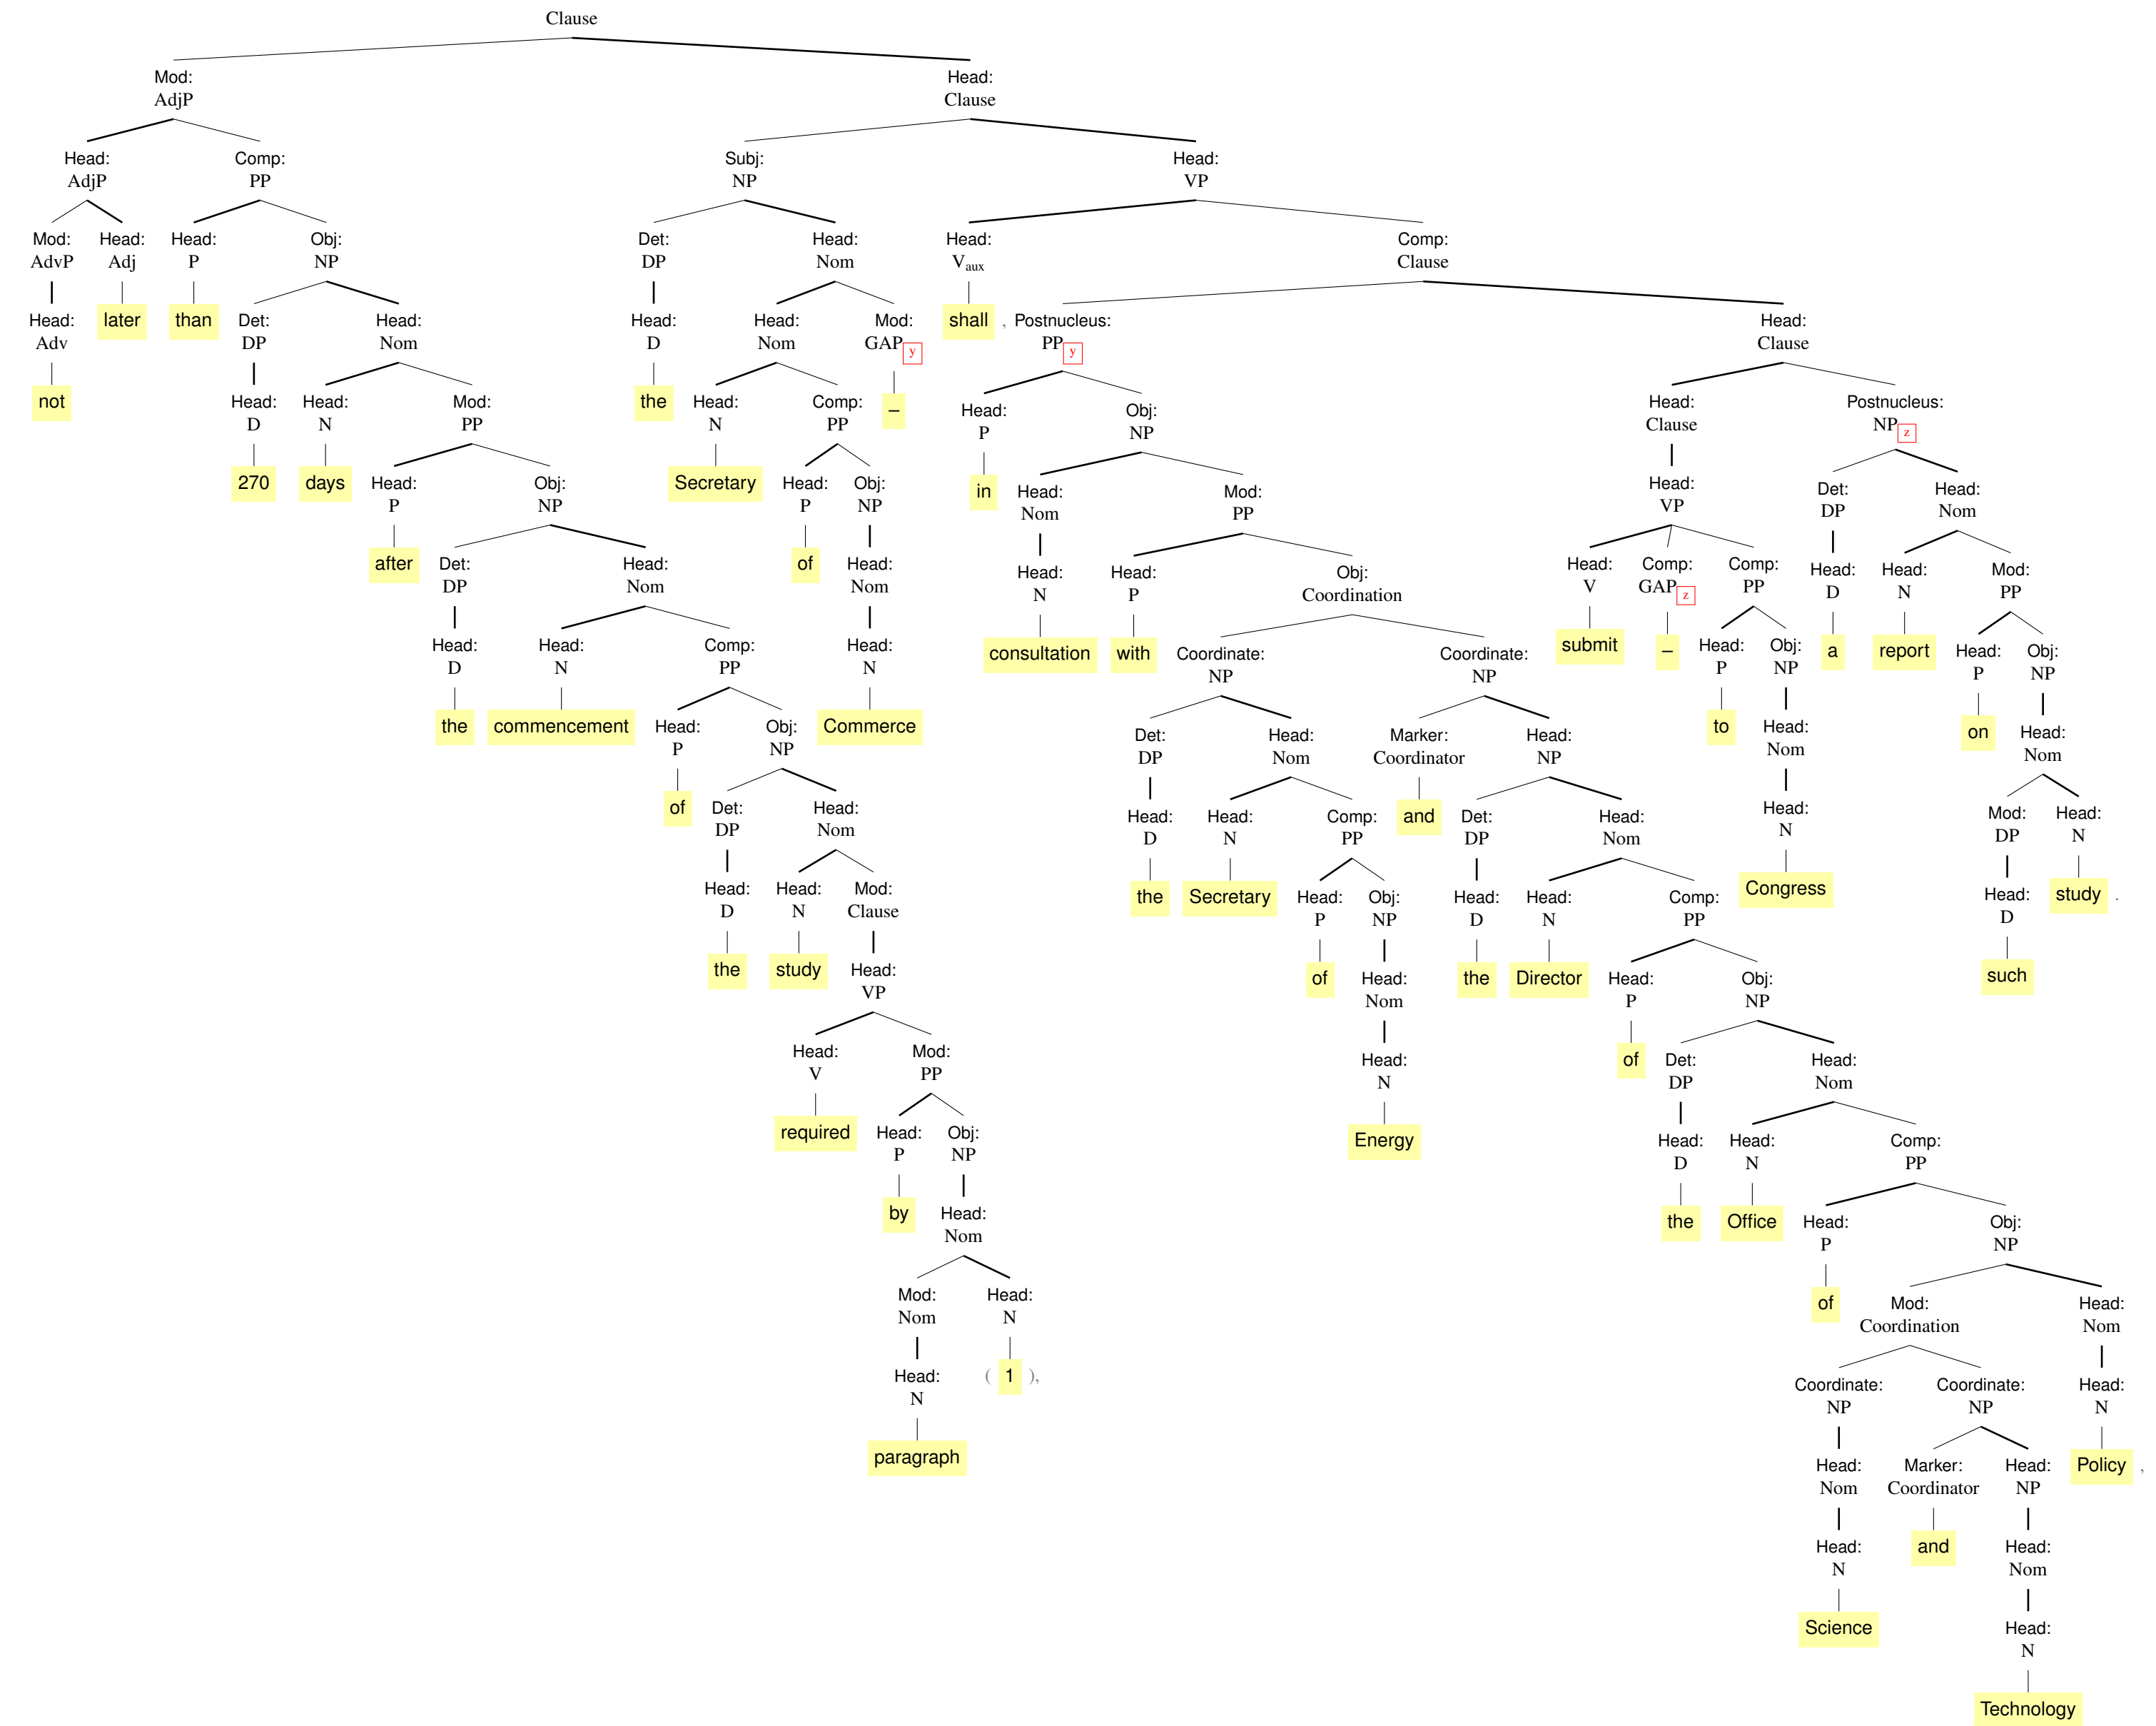 Clause
Mod: Head:
AdjP Clause
Head: Comp: Subj: Head:
AdjP PP NP VP
Mod: Head: Head: Obj: Det: Head: Head: Comp:
AdvP Adj P NP DP Nom Vaux Clause
Head: later than Det: Head: Head: Head: Mod: shall , Postnucleus: Head:
Adv DP Nom D Nom GAP y PP y Clause
not Head: Head: Mod: the Head: Comp: – Head: Obj: Head: Postnucleus:
D N PP N PP P NP Clause NP z
270 days Head: Obj: Secretary Head: Obj: in Head: Mod: Head: Det: Head:
P NP P NP Nom PP VP DP Nom
after Det: Head: of Head: Head: Head: Obj: Head: Comp: Comp: Head: Head: Mod:
DP Nom Nom N P Coordination V GAP z PP D N PP
Head: Head: Comp: Head: consultation with Coordinate: Coordinate: submit – Head: Obj: a report Head: Obj:
D N PP N NP NP P NP P NP
the commencement Head: Obj: Commerce Det: Head: Marker: Head: to Head: on Head:
P NP DP Nom Coordinator NP Nom Nom
of Det: Head: Head: Head: Comp: and Det: Head: Head: Mod: Head:
DP Nom D N PP DP Nom N DP N
Head: Head: Mod: the Secretary Head: Obj: Head: Head: Comp: Congress Head: study .
D N Clause P NP D N PP D
the study Head: of Head: the Director Head: Obj: such
VP Nom P NP
Head: Mod: Head: of Det: Head:
V PP N DP Nom
required Head: Obj: Energy Head: Head: Comp:
P NP D N PP
by Head: the Office Head: Obj:
Nom P NP
Mod: Head: of Mod: Head:
Nom N Coordination Nom
Head: ( 1 ), Coordinate: Coordinate: Head:
N NP NP N
paragraph Head: Marker: Head: Policy ,
Nom Coordinator NP
Head: and Head:
N Nom
Science Head:
N
Technology